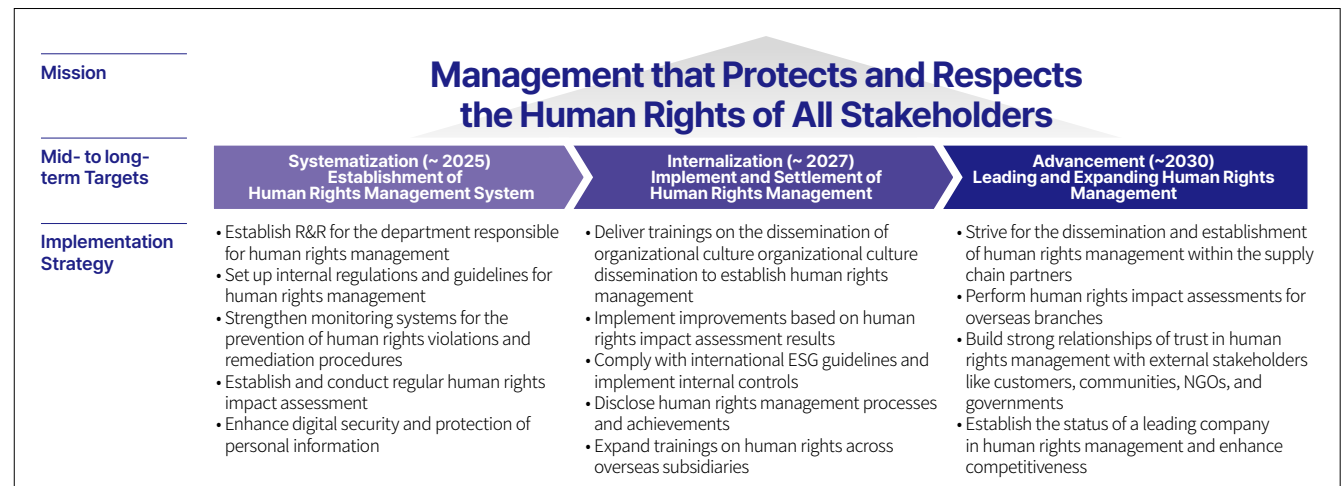 Mission
Management that Protects and Respects
the Human Rights of All Stakeholders
Mid- to long-
term Targets
Systematization (~ 2025)
Establishment of
Human Rights Management System
Internalization (~ 2027)
Implement and Settlement of
Human Rights Management
Advancement (~2030)
Leading and Expanding Human Rights
Management
Implementation
Strategy
• Establish R&R for the department responsible
for human rights management
• Set up internal regulations and guidelines for
human rights management
• Strengthen monitoring systems for the
prevention of human rights violations and
remediation procedures
• Establish and conduct regular human rights
impact assessment
• Enhance digital security and protection of
personal information
• Deliver trainings on the dissemination of
organizational culture organizational culture
dissemination to establish human rights
management
• Implement improvements based on human
rights impact assessment results
• Comply with international ESG guidelines and
implement internal controls
• Disclose human rights management processes
and achievements
• Expand trainings on human rights across
overseas subsidiaries
• Strive for the dissemination and establishment
of human rights management within the supply
chain partners
• Perform human rights impact assessments for
overseas branches
• Build strong relationships of trust in human
rights management with external stakeholders
like customers, communities, NGOs, and
governments
• Establish the status of a leading company
in human rights management and enhance
competitiveness